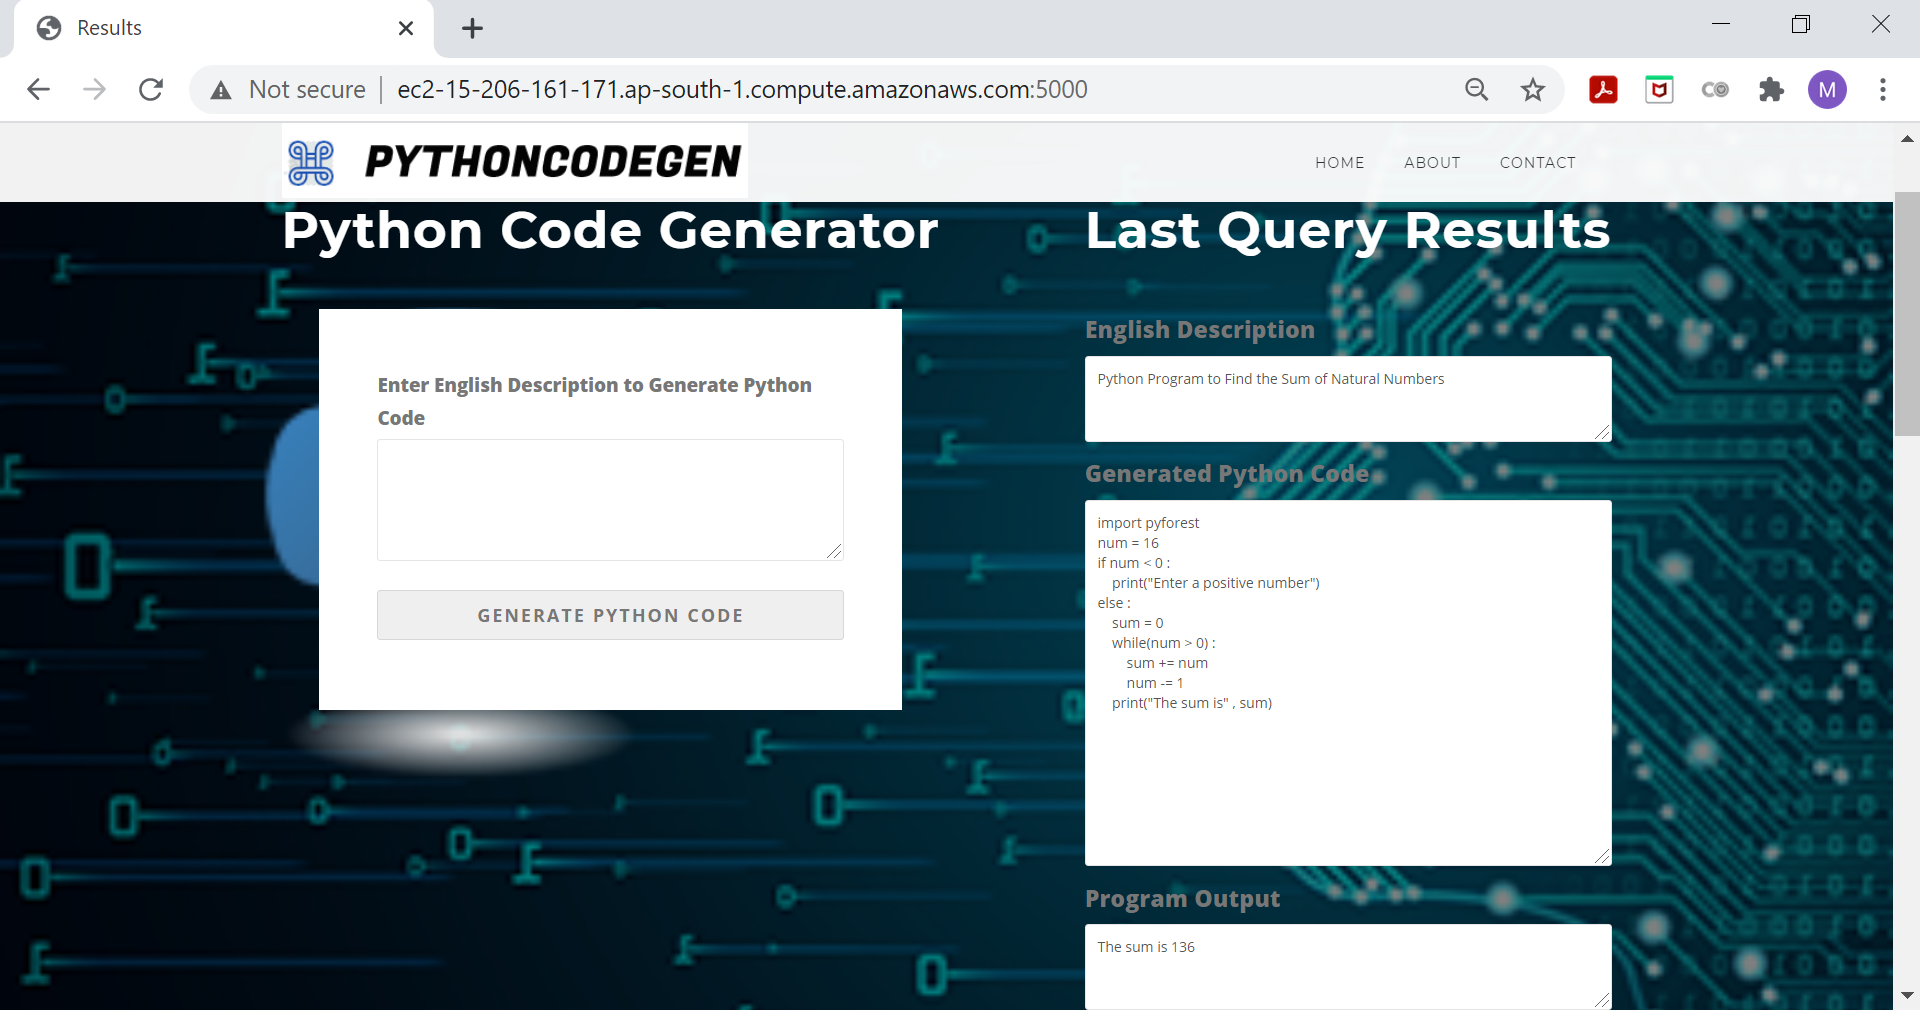 Results
Not secure
ec2-15-206-161-171.ap-south-1.compute.amazonaws.com:5000
M
PYTHONCODEGEN
HOME ABOUT CONTACT
Python Code Generator
Enter English Description to Generate Python
Code
GENERATE PYTHON CODE
Last Query Results
English Description
Python Program to Find the Sum of Natural Numbers
Generated Python Code
import pyforest
num = 16
if num < 0 :
    print("Enter a positive number")
else :
    sum = 0
    while(num > 0) :
        sum += num
        num -= 1
    print("The sum is" , sum)
Program Output
The sum is 136